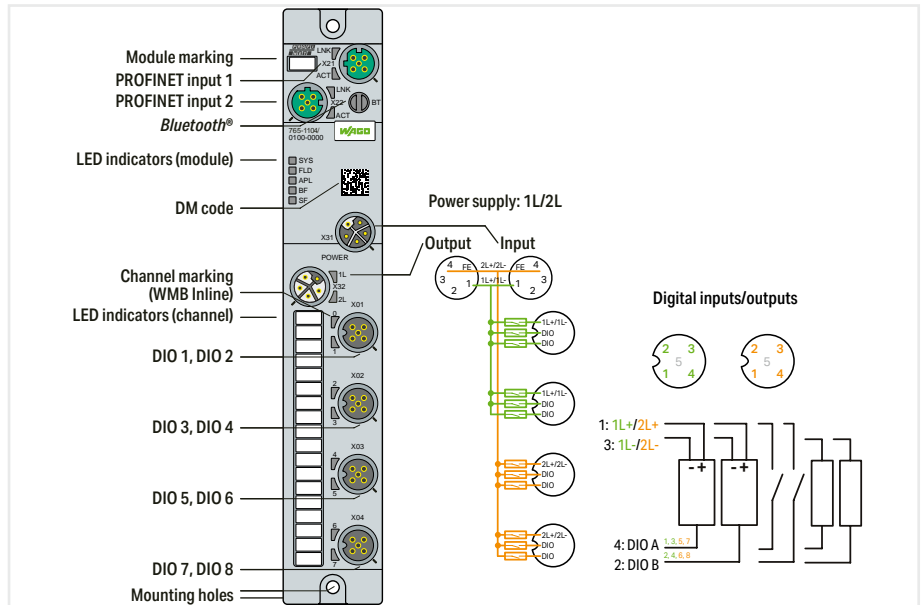 Module marking
PROFINET input 1
PROFINET input 2
Bluetooth®
LED indicators (module)
DM code
Channel marking
(WMB Inline)
LED indicators (channel)
DIO 1, DIO 2
DIO 3, DIO 4
DIO 5, DIO 6
DIO 7, DIO 8
Mounting holes
LNK
X21
ACT
LNK
X22
BT
ACT
765-1104/
0100-0000
WAGO
SYS
FLD
APL
BF
SF
X31
POWER
1L
X32
2L
X01
0
1
X02
2
3
X03
4
5
X04
6
7
Power supply: 1L/2L
Output
Input
4 FE 2L+/2L- FE 4
3 1 1L+/1L- 1 3
2 2
1L+/1L-
DIO
DIO
1L+/1L-
DIO
DIO
2L+/2L-
DIO
DIO
2L+/2L-
DIO
DIO
Digital inputs/outputs
2 3
5
1 4
2 3
5
1 4
1: 1L+/2L+
3: 1L-/2L-
- +
- +
4: DIO A 1, 3, 5, 7
2: DIO B 2, 4, 6, 8